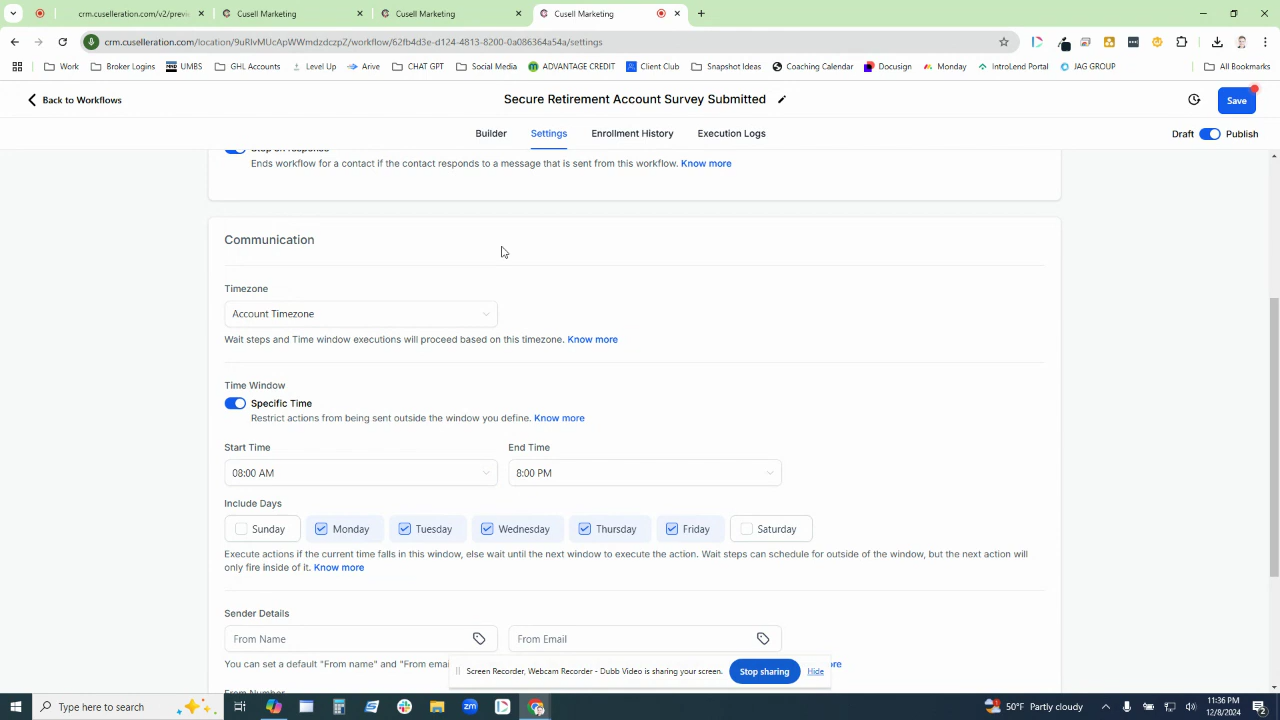 crm.cuselleration.com/v2/previ
Cusell Marketing
Cusell Marketing
Cusell Marketing
crm.cuselleration.com/location/9uRlvMUcApWWmdzdczpZ/workflow/62fb4d3e-d124-4813-8200-0a086364a54a/settings
Work
Broker Logins
UMBS
GHL Accounts
Level Up
Arive
CHAT GPT
Social Media
ADVANTAGE CREDIT
Client Club
Snapshot Ideas
Coaching Calendar
Docusign
Monday
IntroLend Portal
JAG GROUP
All Bookmarks
Back to Workflows
Secure Retirement Account Survey Submitted
Save
Builder
Settings
Enrollment History
Execution Logs
Draft
Publish
Stop on Response
Ends workflow for a contact if the contact responds to a message that is sent from this workflow. Know more
Communication
Timezone
Account Timezone
Wait steps and Time window executions will proceed based on this timezone. Know more
Time Window
Specific Time
Restrict actions from being sent outside the window you define. Know more
Start Time
End Time
08:00 AM
8:00 PM
Include Days
Sunday
Monday
Tuesday
Wednesday
Thursday
Friday
Saturday
Execute actions if the current time falls in this window, else wait until the next window to execute the action. Wait steps can schedule for outside of the window, but the next action will
only fire inside of it. Know more
Sender Details
From Name
From Email
You can set a default "From name" and "From emai
ore
Screen Recorder, Webcam Recorder - Dubb Video is sharing your screen.
Stop sharing
Hide
From Number
Type here to search
50°F Partly cloudy
11:36 PM
12/8/2024
2